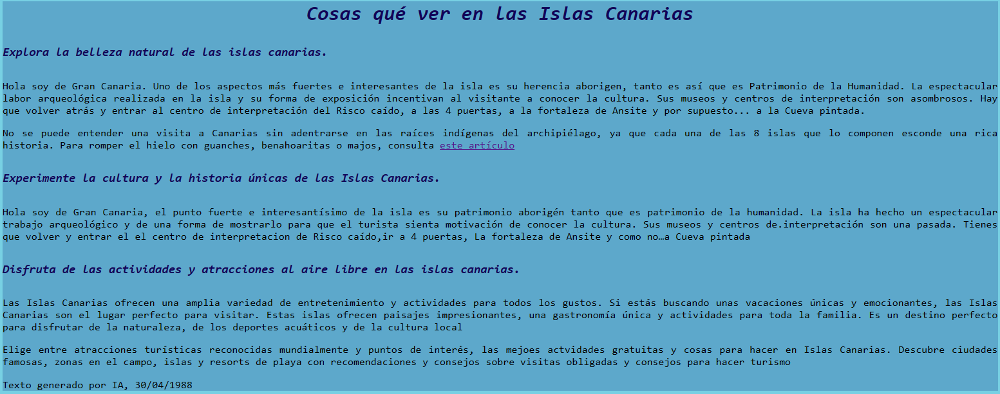 Cosas qué ver en las Islas Canarias
Explora la belleza natural de las islas canarias.
Hola soy de Gran Canaria. Uno de los aspectos más fuertes e interesantes de la isla es su herencia aborigen, tanto es así que es Patrimonio de la Humanidad. La espectacular
labor arqueológica realizada en la isla y su forma de exposición incentivan al visitante a conocer la cultura. Sus museos y centros de interpretación son asombrosos. Hay
que volver atrás y entrar al centro de interpretación del Risco caído, a las 4 puertas, a la fortaleza de Ansite y por supuesto... a la Cueva pintada.
No se puede entender una visita a Canarias sin adentrarse en las raíces indígenas del archipiélago, ya que cada una de las 8 islas que lo componen esconde una rica
historia. Para romper el hielo con guanches, benahoaritas o majos, consulta este artículo
Experimente la cultura y la historia únicas de las Islas Canarias.
Hola soy de Gran Canaria, el punto fuerte e interesantísimo de la isla es su patrimonio aborigén tanto que es patrimonio de la humanidad. La isla ha hecho un espectacular
trabajo arqueológico y de una forma de mostrarlo para que el turista sienta motivación de conocer la cultura. Sus museos y centros de.interpretación son una pasada. Tienes
que volver y entrar el el centro de interpretacion de Risco caído,ir a 4 puertas, La fortaleza de Ansite y como no…a Cueva pintada
Disfruta de las actividades y atracciones al aire libre en las islas canarias.
Las Islas Canarias ofrecen una amplia variedad de entretenimiento y actividades para todos los gustos. Si estás buscando unas vacaciones únicas y emocionantes, las Islas
Canarias son el lugar perfecto para visitar. Estas islas ofrecen paisajes impresionantes, una gastronomía única y actividades para toda la familia. Es un destino perfecto
para disfrutar de la naturaleza, de los deportes acuáticos y de la cultura local
Elige entre atracciones turísticas reconocidas mundialmente y puntos de interés, las mejoes actvidades gratuitas y cosas para hacer en Islas Canarias. Descubre ciudades
famosas, zonas en el campo, islas y resorts de playa con recomendaciones y consejos sobre visitas obligadas y consejos para hacer turismo
Texto generado por IA, 30/04/1988